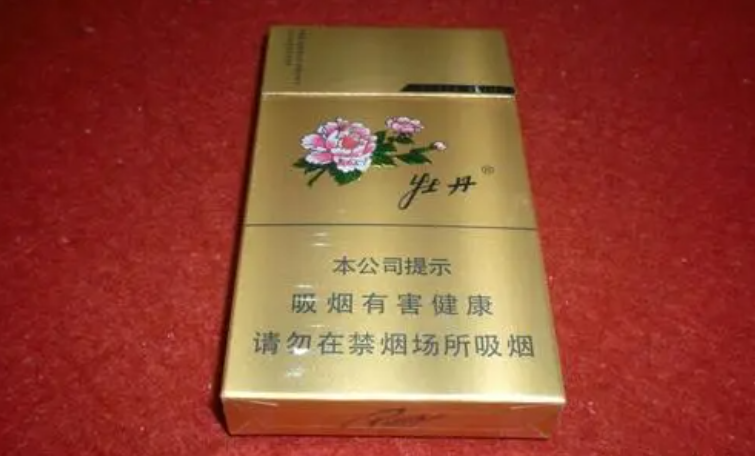 牡丹®
本公司提示
吸烟有害健康
请勿在禁烟场所吸烟